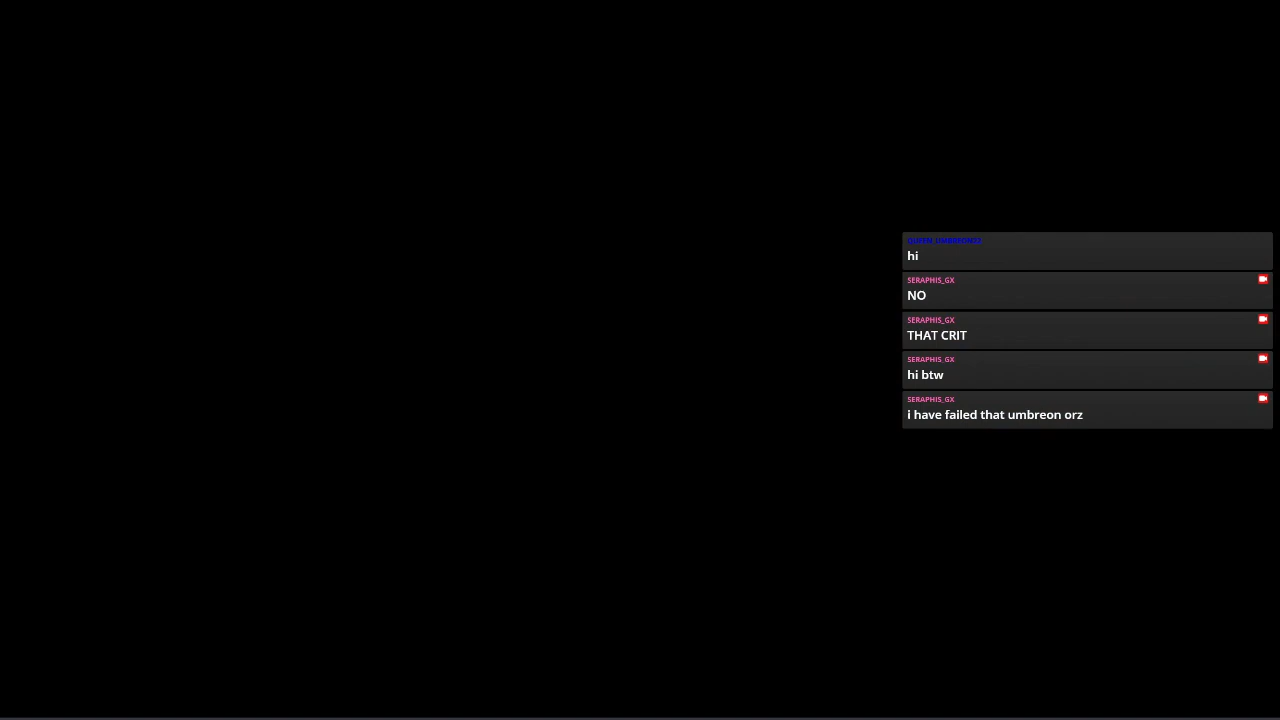 hi
SERAPHIS_GX
NO
SERAPHIS_GX
THAT CRIT
SERAPHIS_GX
hi btw
SERAPHIS_GX
i have failed that umbreon orz